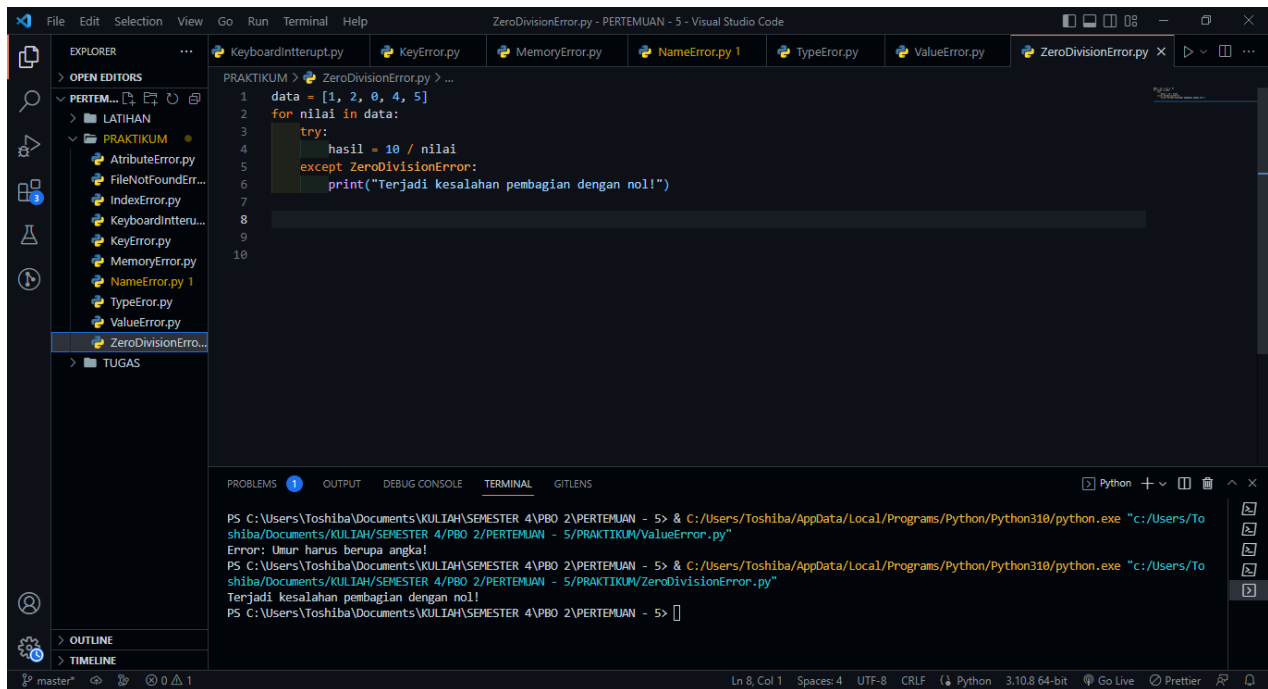 File Edit Selection View Go Run Terminal Help ZeroDivisionError.py - PERTEMUAN - 5 - Visual Studio Code
EXPLORER ...
KeyboardIntterupt.py KeyError.py MemoryError.py NameError.py 1 TypeEror.py ValueError.py ZeroDivisionError.py
OPEN EDITORS
PERTEM...
LATIHAN
PRAKTIKUM
AtributeError.py
FileNotFoundErr...
IndexError.py
KeyboardIntteru...
KeyError.py
MemoryError.py
NameError.py 1
TypeEror.py
ValueError.py
ZeroDivisionErro...
TUGAS
OUTLINE
TIMELINE
3
PRAKTIKUM > ZeroDivisionError.py > ...
1 data = [1, 2, 0, 4, 5]
2 for nilai in data:
3 try:
4 hasil = 10 / nilai
5 except ZeroDivisionError:
6 print("Terjadi kesalahan pembagian dengan nol!")
7
8
9
10
PROBLEMS 1 OUTPUT DEBUG CONSOLE TERMINAL GITLENS Python
PS C:\Users\Toshiba\Documents\KULIAH\SEMESTER 4\PBO 2\PERTEMUAN - 5> & C:/Users/Toshiba/AppData/Local/Programs/Python/Python310/python.exe "c:/Users/To
shiba/Documents/KULIAH/SEMESTER 4/PBO 2/PERTEMUAN - 5/PRAKTIKUM/ValueError.py"
Error: Umur harus berupa angka!
PS C:\Users\Toshiba\Documents\KULIAH\SEMESTER 4\PBO 2\PERTEMUAN - 5> & C:/Users/Toshiba/AppData/Local/Programs/Python/Python310/python.exe "c:/Users/To
shiba/Documents/KULIAH/SEMESTER 4/PBO 2/PERTEMUAN - 5/PRAKTIKUM/ZeroDivisionError.py"
Terjadi kesalahan pembagian dengan nol!
PS C:\Users\Toshiba\Documents\KULIAH\SEMESTER 4\PBO 2\PERTEMUAN - 5>
master* 0 1 Ln 8, Col 1 Spaces: 4 UTF-8 CRLF Python 3.10.8 64-bit Go Live Prettier